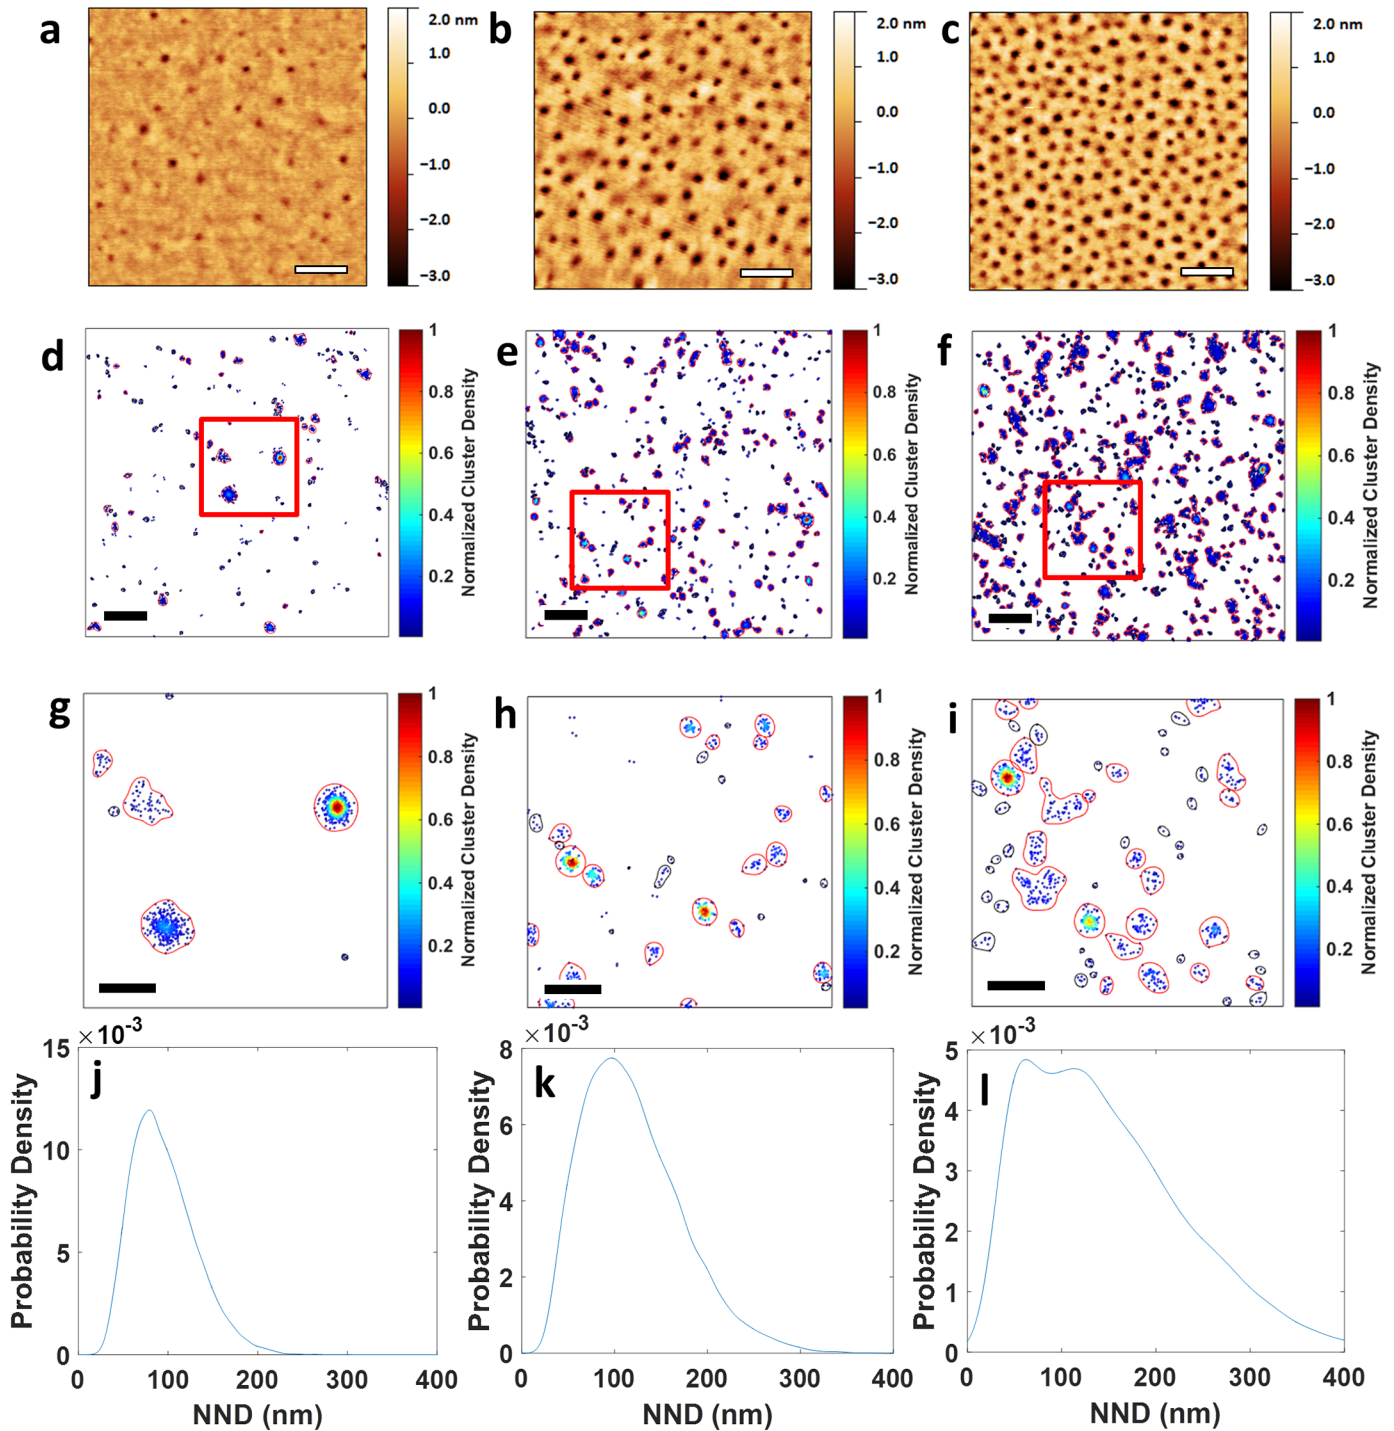 a
2.0 nm
1.0
0.0
−1.0
−2.0
−3.0
b
2.0 nm
1.0
0.0
−1.0
−2.0
−3.0
c
2.0 nm
1.0
0.0
−1.0
−2.0
−3.0
d
1
0.8
0.6
0.4
0.2
Normalized Cluster Density
e
1
0.8
0.6
0.4
0.2
Normalized Cluster Density
f
1
0.8
0.6
0.4
0.2
Normalized Cluster Density
g
1
0.8
0.6
0.4
0.2
Normalized Cluster Density
h
1
0.8
0.6
0.4
0.2
Normalized Cluster Density
i
1
0.8
0.6
0.4
0.2
Normalized Cluster Density
×10-3
j
15
10
5
0
0 100 200 300 400
Probability Density
NND (nm)
×10-3
k
8
6
4
2
0
0 100 200 300 400
Probability Density
NND (nm)
×10-3
l
5
4
3
2
1
0
0 100 200 300 400
Probability Density
NND (nm)